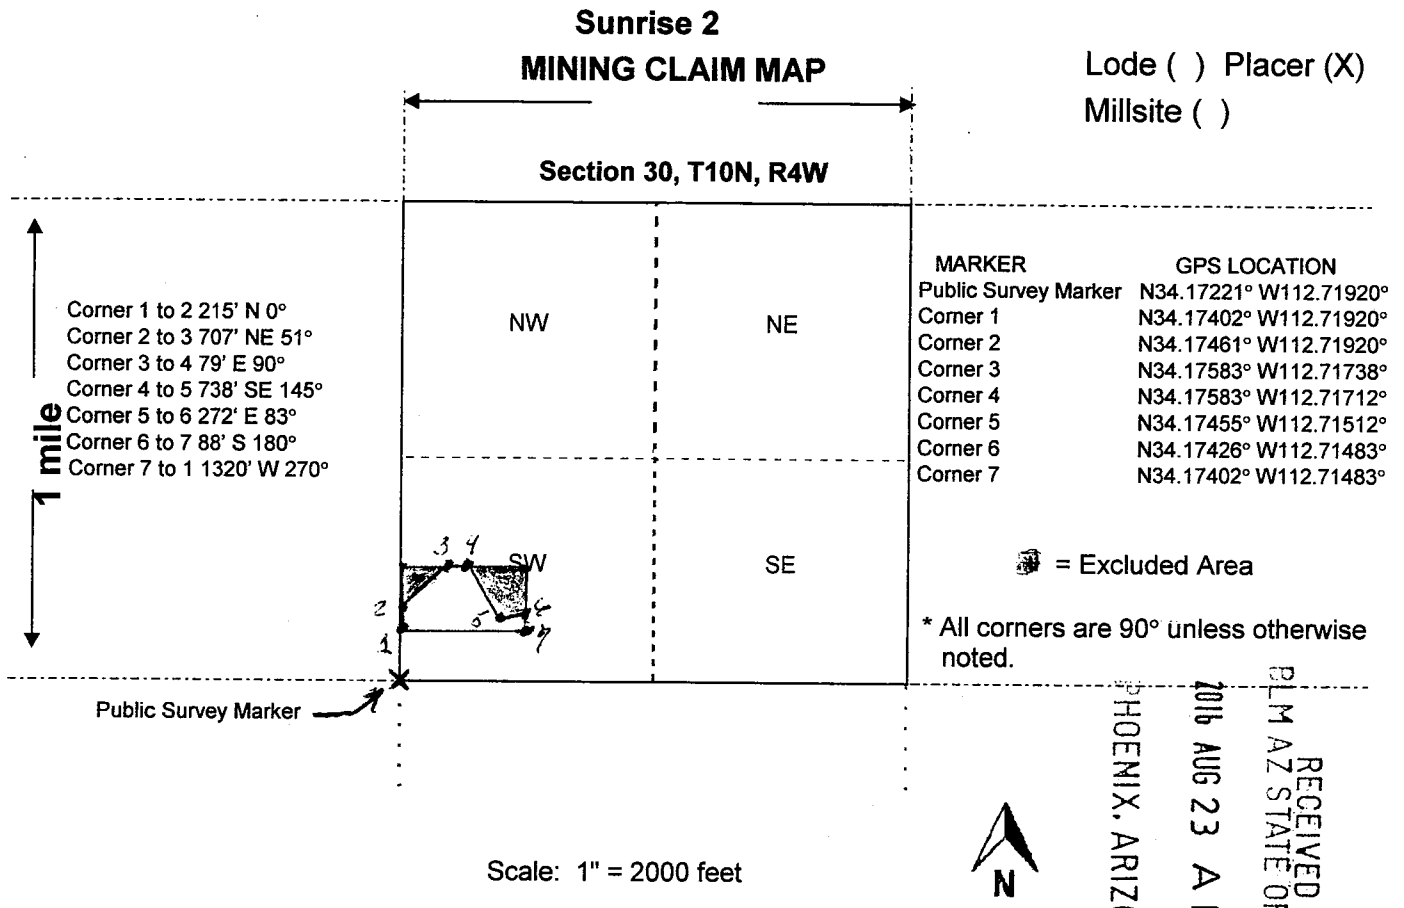 Sunrise 2
MINING CLAIM MAP
Lode ( ) Placer (X)
Millsite ( )
Section 30, T10N, R4W
1 mile
Corner 1 to 2 215' N 0°
Corner 2 to 3 707' NE 51°
Corner 3 to 4 79' E 90°
Corner 4 to 5 738' SE 145°
Corner 5 to 6 272' E 83°
Corner 6 to 7 88' S 180°
Corner 7 to 1 1320' W 270°
NW
NE
MARKER GPS LOCATION
Public Survey Marker N34.17221° W112.71920°
Corner 1 N34.17402° W112.71920°
Corner 2 N34.17461° W112.71920°
Corner 3 N34.17583° W112.71738°
Corner 4 N34.17583° W112.71712°
Corner 5 N34.17455° W112.71512°
Corner 6 N34.17426° W112.71483°
Corner 7 N34.17402° W112.71483°
3 4
SW
SE
2
5
6
1
7
= Excluded Area
* All corners are 90° unless otherwise
noted.
Public Survey Marker
RECEIVED
BLM AZ STATE OF
2016 AUG 23 A
PHOENIX, ARIZO
Scale: 1" = 2000 feet
N